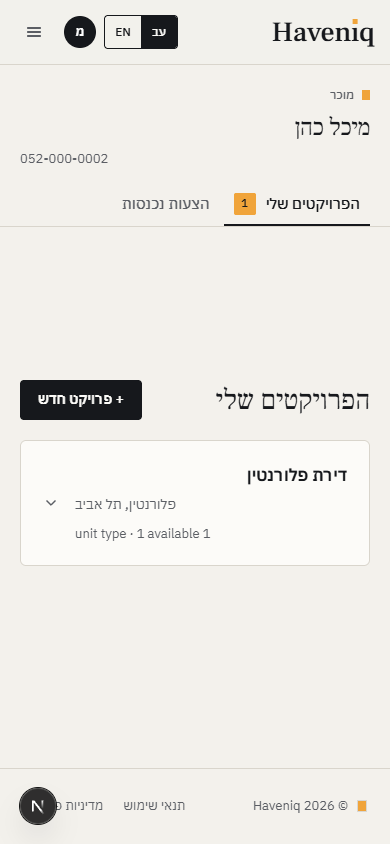 Haveniq
עב EN
מ
מוכר
מיכל כהן
052-000-0002
הפרויקטים שלי 1
הצעות נכנסות
הפרויקטים שלי
+ פרויקט חדש
דירת פלורנטין
פלורנטין, תל אביב
unit type · 1 available 1
© 2026 Haveniq
תנאי שימוש
מדיניות
N